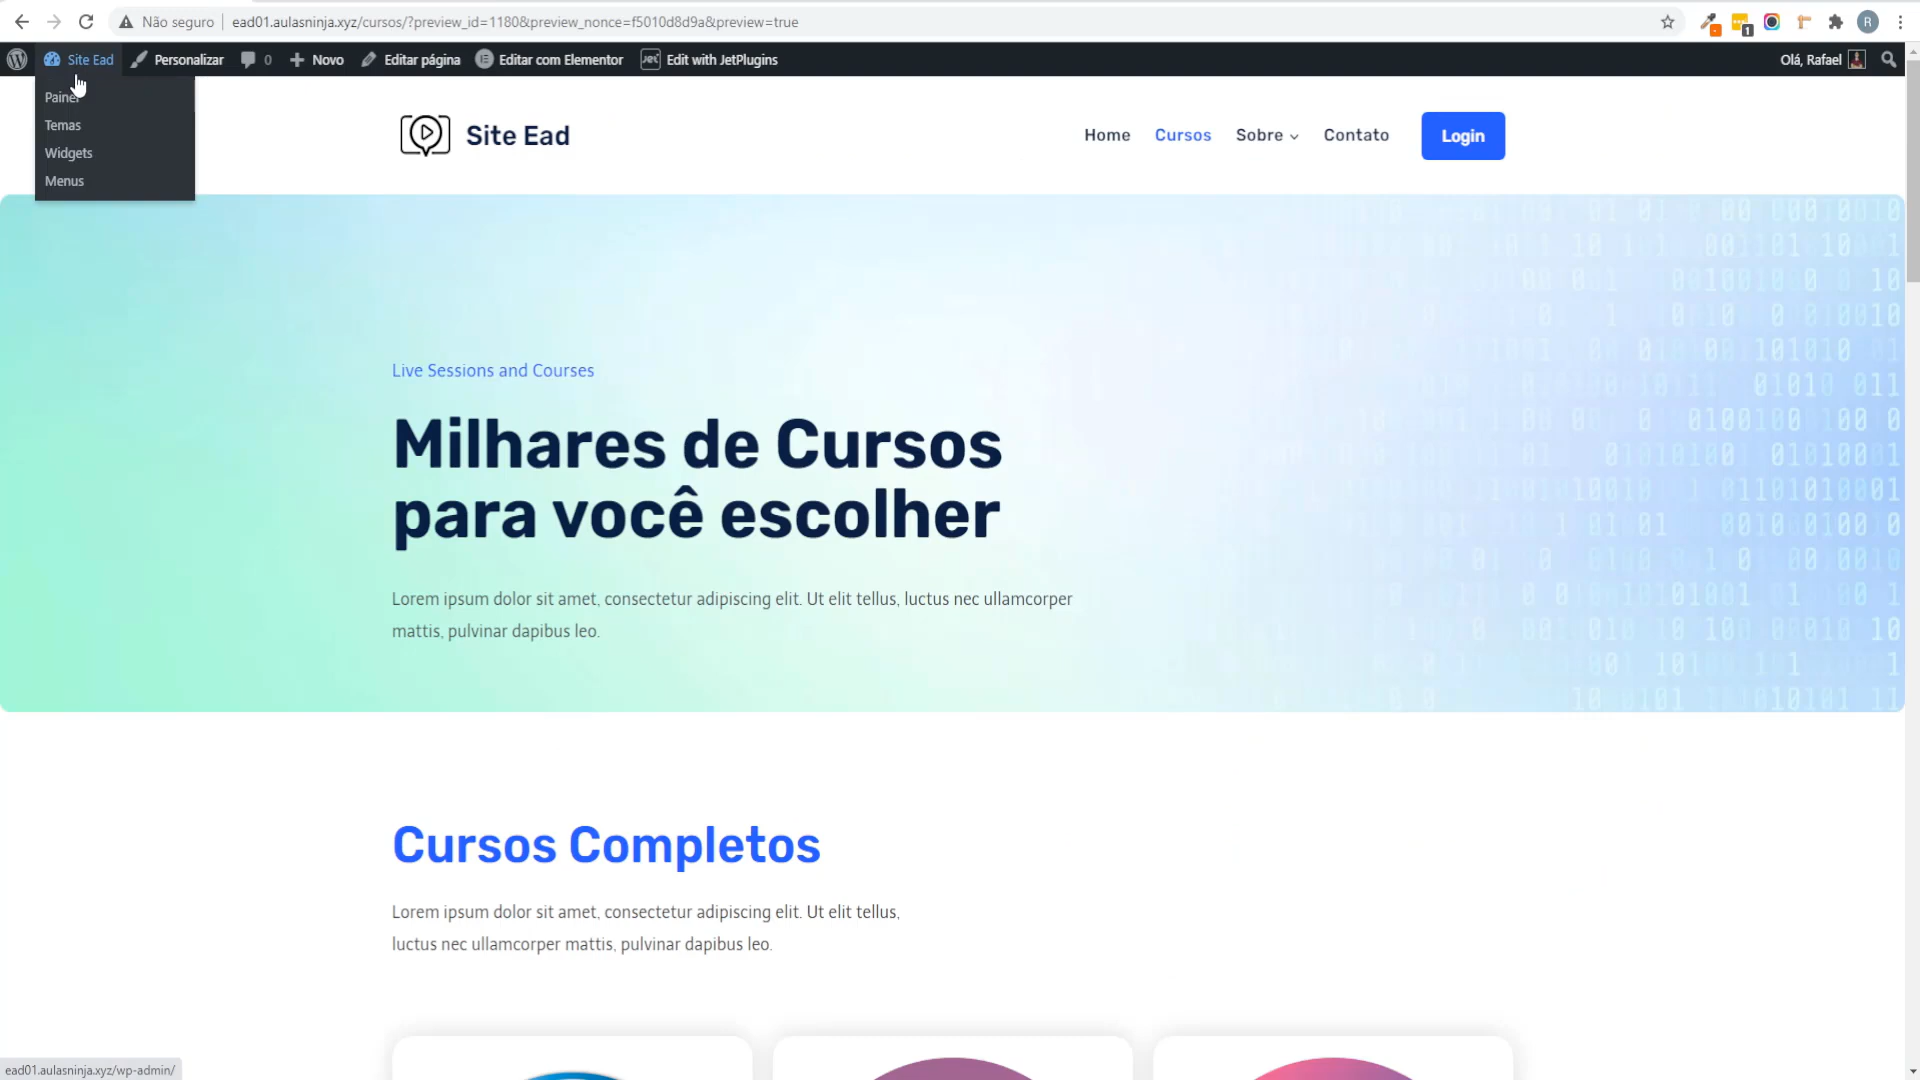 Não seguro
ead01.aulasninja.xyz/cursos/?preview_id=1180&preview_nonce=f5010d8d9a&preview=true
1
R
Site Ead
Personalizar
0
Novo
Editar página
Editar com Elementor
Jet
Edit with JetPlugins
Olá, Rafael
Painel
Temas
Widgets
Menus
Site Ead
Home
Cursos
Sobre
Contato
Login
Live Sessions and Courses
Milhares de Cursos
para você escolher
Lorem ipsum dolor sit amet, consectetur adipiscing elit. Ut elit tellus, luctus nec ullamcorper
mattis, pulvinar dapibus leo.
Cursos Completos
Lorem ipsum dolor sit amet, consectetur adipiscing elit. Ut elit tellus,
luctus nec ullamcorper mattis, pulvinar dapibus leo.
ead01.aulasninja.xyz/wp-admin/